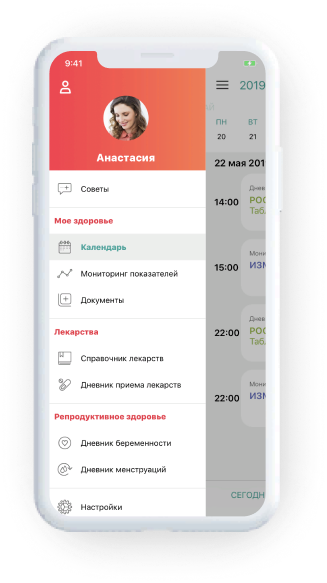 9:41
2019
Анастасия
ПН ВТ
20 21
22 мая 201
Советы
Днев
14:00
РОС
Табл
Мое здоровье
Календарь
Мони
15:00
ИЗМ
Мониторинг показателей
Документы
Днев
22:00
РОС
Табл
Лекарства
Справочник лекарств
Дневник приема лекарств
Мони
22:00
ИЗМ
Репродуктивное здоровье
Дневник беременности
Дневник менструаций
СЕГОДН
Настройки